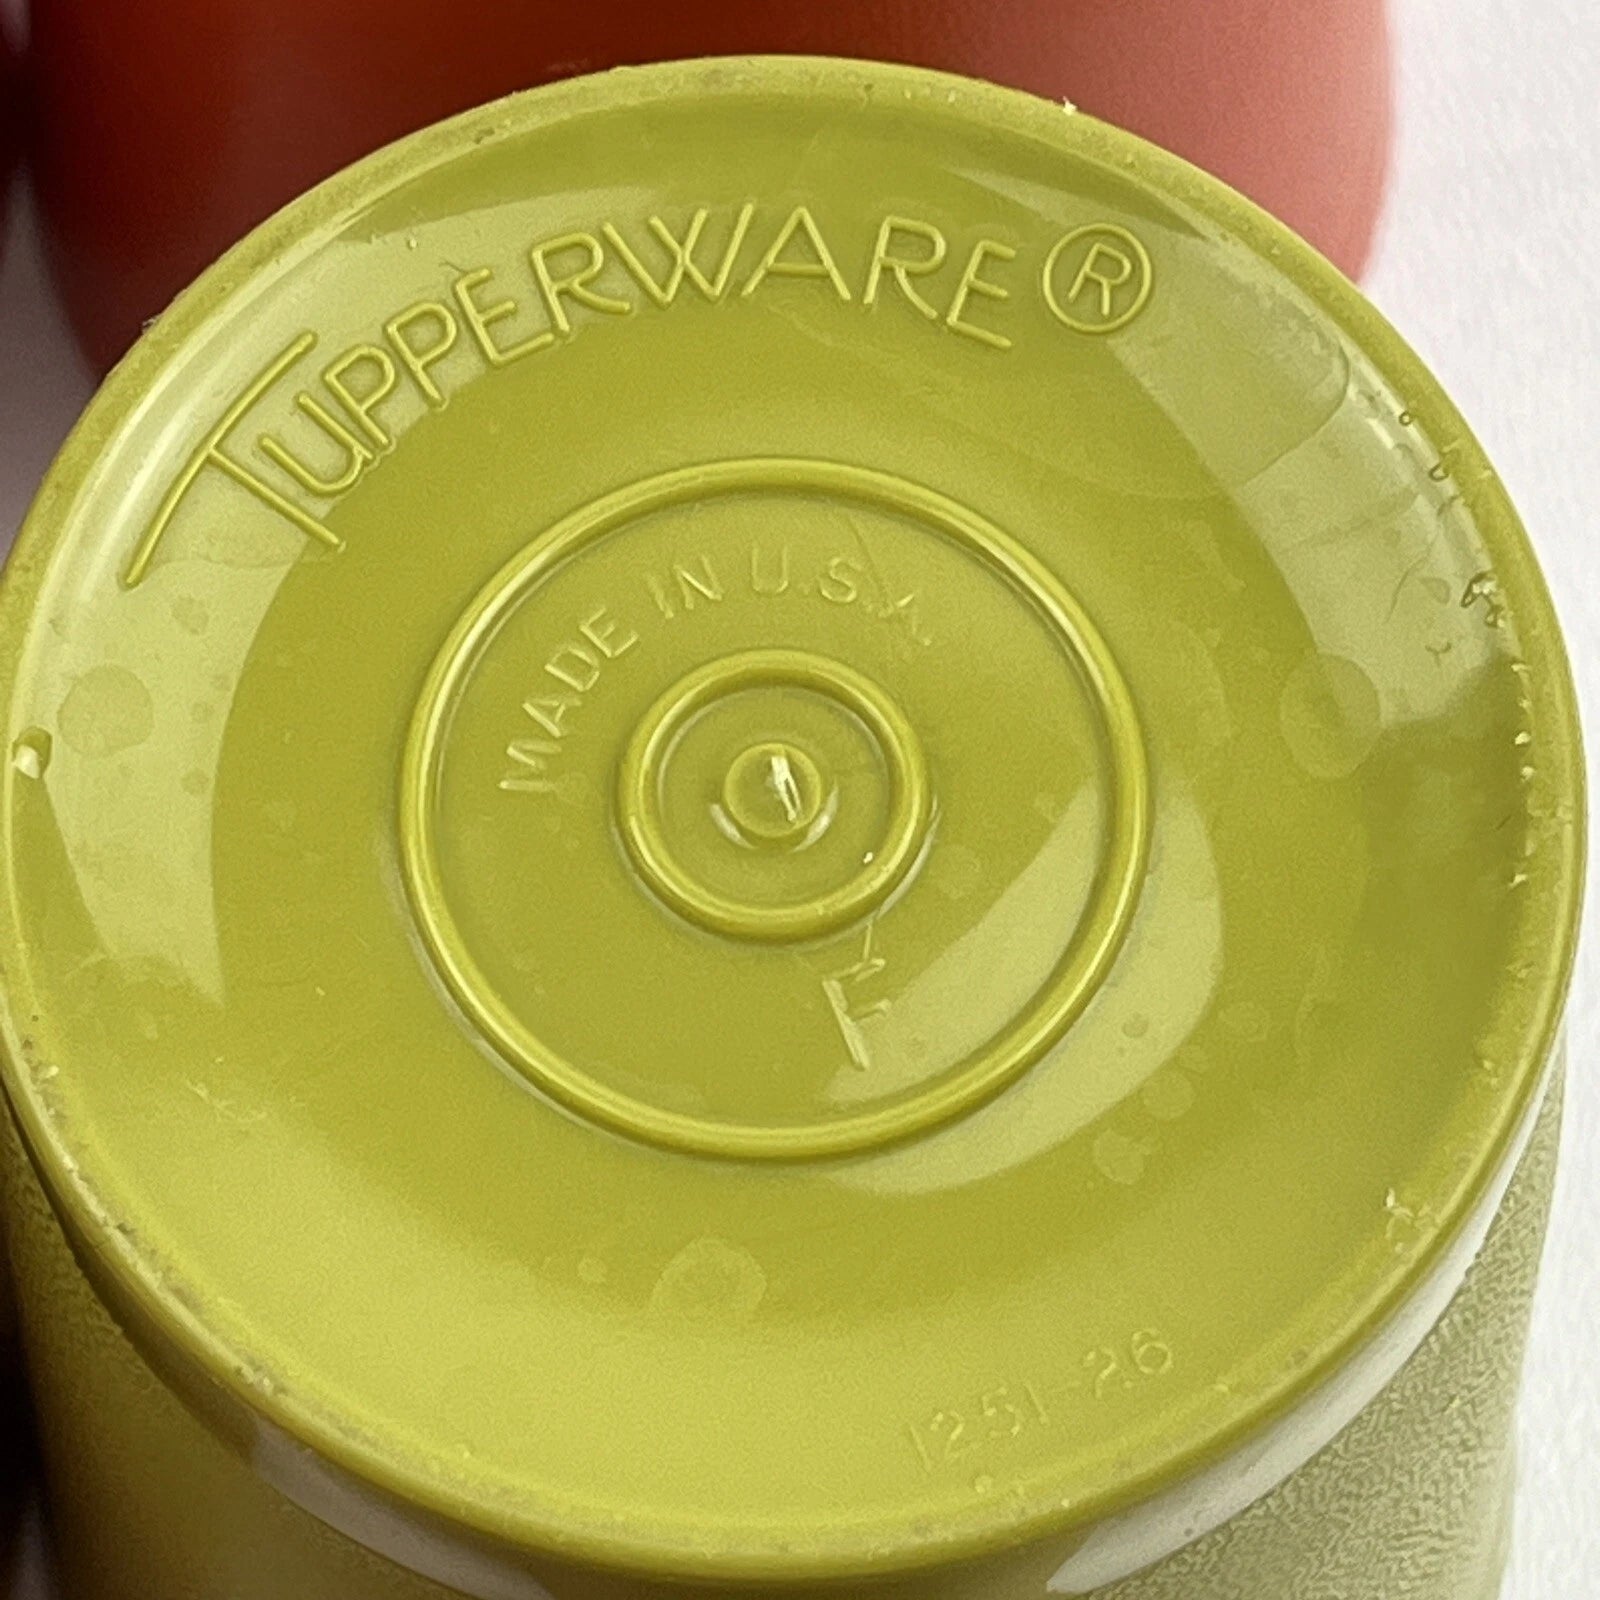 TUPPERWARE®
MADE IN U.S.A.
F
1251-26